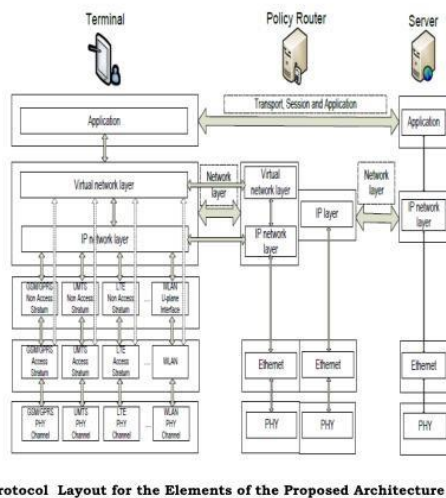 Terminal
Policy Router
Server
Transport, Session and Application
Application
Application
Virtual network layer
Network
layer
Virtual
network layer
Network
layer
IP network layer
IP network
layer
IP layer
IP network
layer
GSM/GPRS
Non Access
Stratum
UMTS
Non Access
Stratum
LTE
Non Access
Stratum
...
WLAN
U-plane
Interface
GSM/GPRS
Access
Stratum
UMTS
Access
Stratum
LTE
Access
Stratum
...
WLAN
Ethernet
Ethernet
Ethernet
GSM/GPRS
PHY
Channel
UMTS
PHY
Channel
LTE
PHY
Channel
...
WLAN
PHY
Channel
PHY
PHY
PHY
rotocol Layout for the Elements of the Proposed Architecture